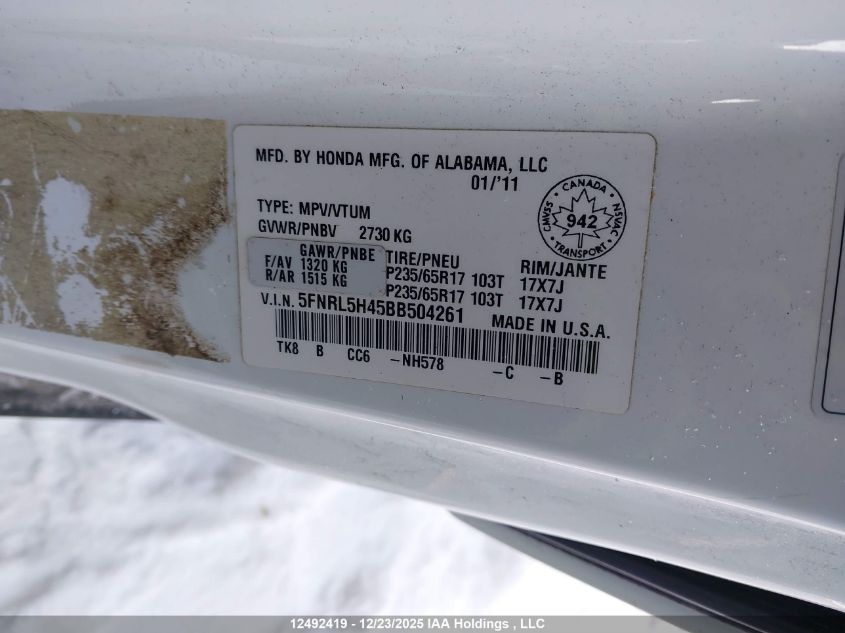 MFD. BY HONDA MFG. OF ALABAMA, LLC
01/'11
TYPE: MPV/VTUM
GVWR/PNBV 2730 KG
CANADA
CMVSS 942 NSVAC
TRANSPORT
GAWR/PNBE TIRE/PNEU RIM/JANTE
F/AV 1320 KG P235/65R17 103T 17X7J
R/AR 1515 KG P235/65R17 103T 17X7J
V.I.N. 5FNRL5H45BB504261 MADE IN U.S.A.
TK8 B CC6 -NH578 -C -B
12492419 - 12/23/2025 IAA Holdings , LLC